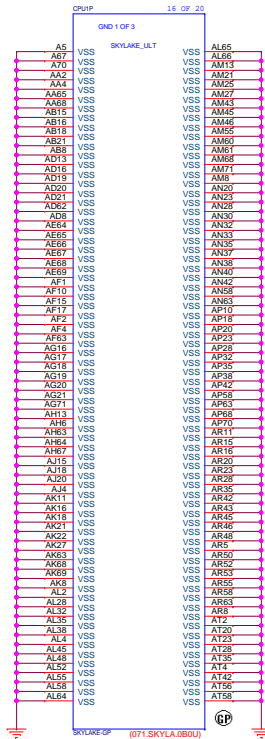 CPU1P 16 OF 20
GND 1 OF 3
SKYLAKE_ULT
A5 VSS VSS AL65
A67 VSS VSS AL66
A70 VSS VSS AM13
AA2 VSS VSS AM21
AA4 VSS VSS AM25
AA65 VSS VSS AM27
AA68 VSS VSS AM43
AB15 VSS VSS AM45
AB16 VSS VSS AM46
AB18 VSS VSS AM55
AB21 VSS VSS AM60
AB8 VSS VSS AM61
AD13 VSS VSS AM68
AD16 VSS VSS AM71
AD19 VSS VSS AM8
AD20 VSS VSS AN20
AD21 VSS VSS AN23
AD62 VSS VSS AN28
AD8 VSS VSS AN30
AE64 VSS VSS AN32
AE65 VSS VSS AN33
AE66 VSS VSS AN35
AE67 VSS VSS AN37
AE68 VSS VSS AN38
AE69 VSS VSS AN40
AF1 VSS VSS AN42
AF10 VSS VSS AN58
AF15 VSS VSS AN63
AF17 VSS VSS AP10
AF2 VSS VSS AP18
AF4 VSS VSS AP20
AF63 VSS VSS AP23
AG16 VSS VSS AP28
AG17 VSS VSS AP32
AG18 VSS VSS AP35
AG19 VSS VSS AP38
AG20 VSS VSS AP42
AG21 VSS VSS AP58
AG71 VSS VSS AP63
AH13 VSS VSS AP68
AH6 VSS VSS AP70
AH63 VSS VSS AR11
AH64 VSS VSS AR15
AH67 VSS VSS AR16
AJ15 VSS VSS AR20
AJ18 VSS VSS AR23
AJ20 VSS VSS AR28
AJ4 VSS VSS AR35
AK11 VSS VSS AR42
AK16 VSS VSS AR43
AK18 VSS VSS AR45
AK21 VSS VSS AR46
AK22 VSS VSS AR48
AK27 VSS VSS AR5
AK63 VSS VSS AR50
AK68 VSS VSS AR52
AK69 VSS VSS AR53
AK8 VSS VSS AR55
AL2 VSS VSS AR58
AL28 VSS VSS AR63
AL32 VSS VSS AR8
AL35 VSS VSS AT2
AL38 VSS VSS AT20
AL4 VSS VSS AT23
AL45 VSS VSS AT28
AL48 VSS VSS AT35
AL52 VSS VSS AT4
AL55 VSS VSS AT42
AL58 VSS VSS AT56
AL64 VSS VSS AT58
GP
SKYLAKE-GP (071.SKYLA.0B0U)